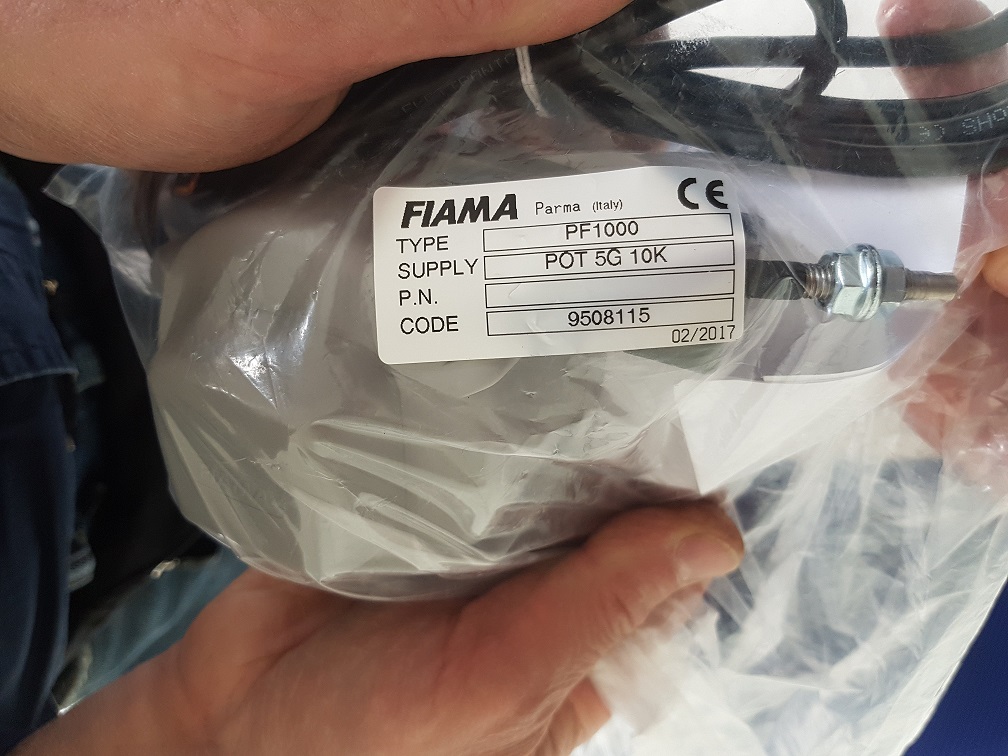 FIAMA Parma (Italy) CE
TYPE PF1000
SUPPLY POT 5G 10K
P.N.
CODE 9508115
02/2017